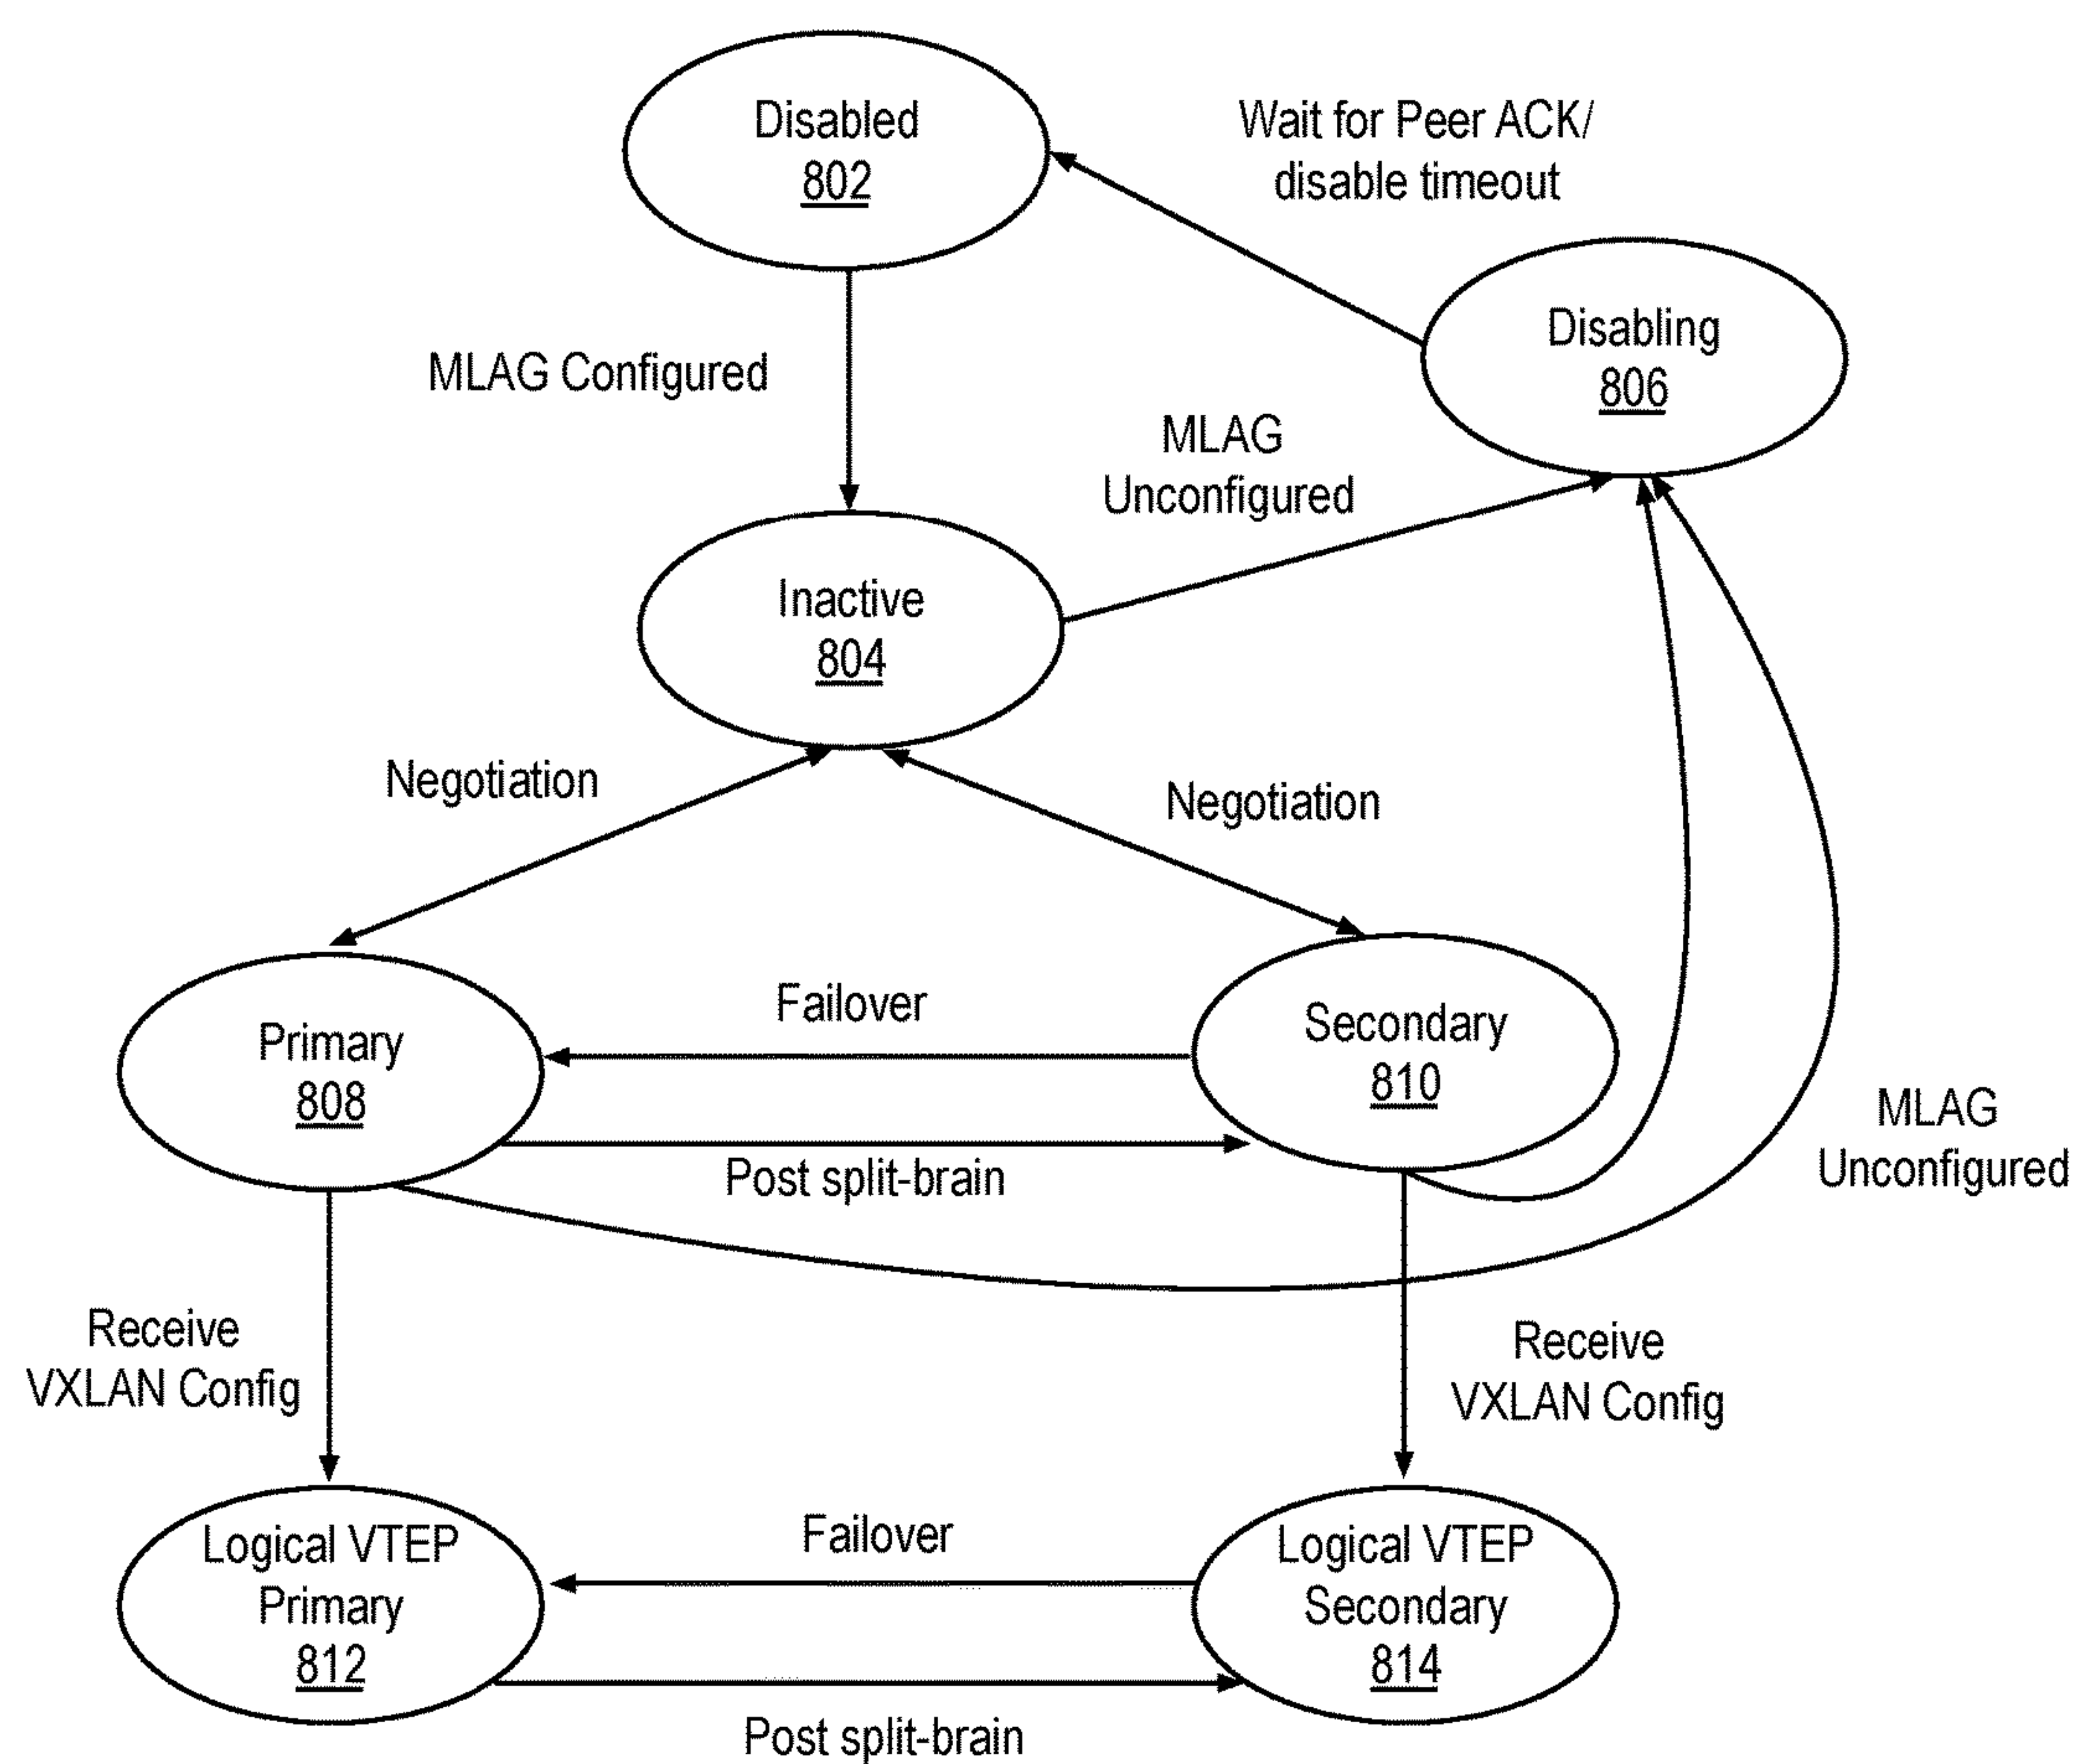 Disabled
802
Wait for Peer ACK/
disable timeout
Disabling
806
MLAG Configured
MLAG
Unconfigured
Inactive
804
Negotiation
Negotiation
Failover
Primary
808
Secondary
810
Post split-brain
MLAG
Unconfigured
Receive
VXLAN Config
Receive
VXLAN Config
Logical VTEP
Primary
812
Failover
Logical VTEP
Secondary
814
Post split-brain